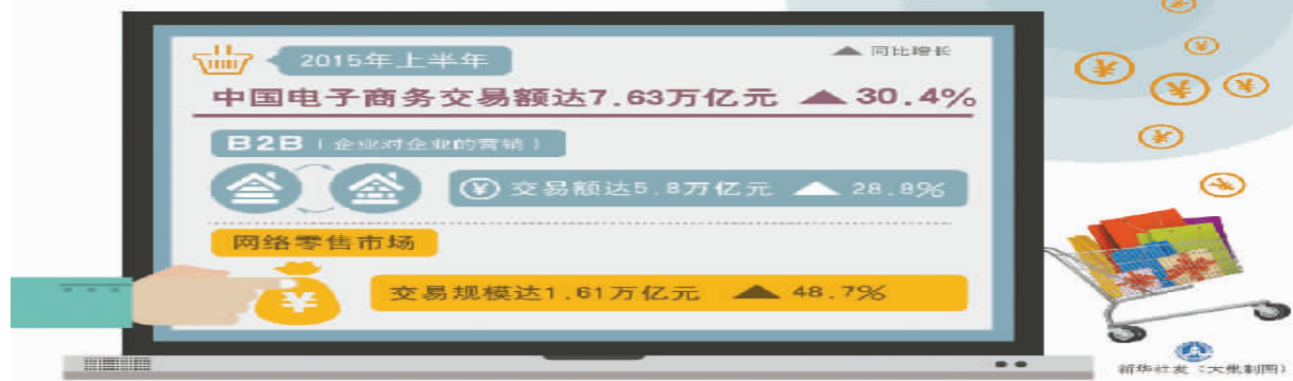 2015年上半年
▲ 同比增长
中国电子商务交易额达7.63万亿元 ▲ 30.4%
B2B（企业对企业的营销）
¥ 交易额达5.8万亿元 ▲ 28.8%
网络零售市场
¥
交易规模达1.61万亿元 ▲ 48.7%
新华社发（大巢制图）